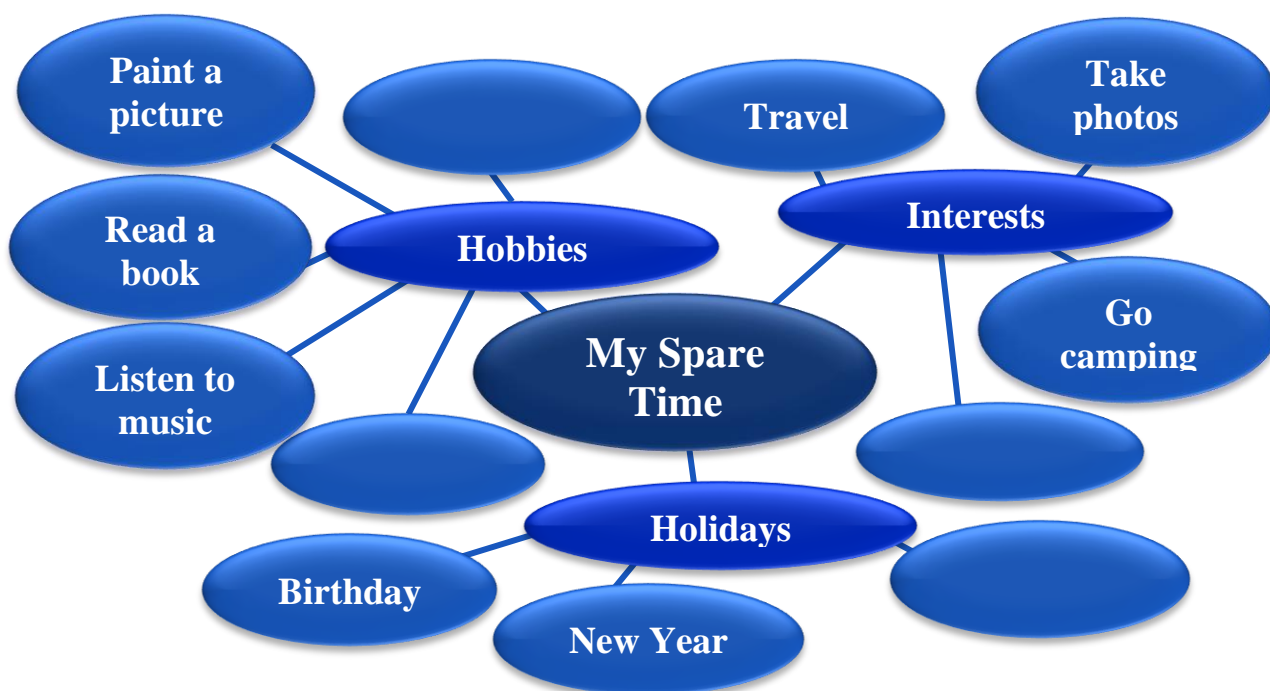 Paint a
picture
Travel
Take
photos
Read a
book
Hobbies
Interests
Listen to
music
My Spare
Time
Go
camping
Holidays
Birthday
New Year